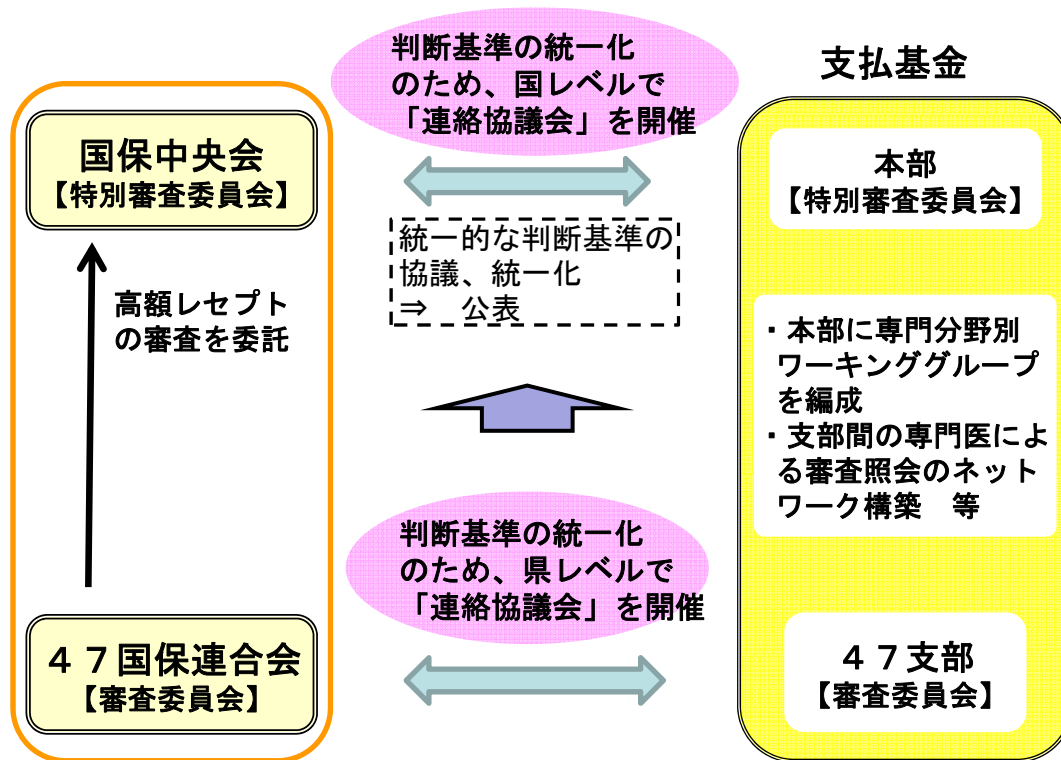 判断基準の統一化
のため、国レベルで
「連絡協議会」を開催
支払基金
国保中央会
【特別審査委員会】
本部
【特別審査委員会】
統一的な判断基準の
協議、統一化
⇒　公表
高額レセプト
の審査を委託
・本部に専門分野別
ワーキンググループ
を編成
・支部間の専門医によ
る審査照会のネット
ワーク構築　等
判断基準の統一化
のため、県レベルで
「連絡協議会」を開催
４７国保連合会
【審査委員会】
４７支部
【審査委員会】